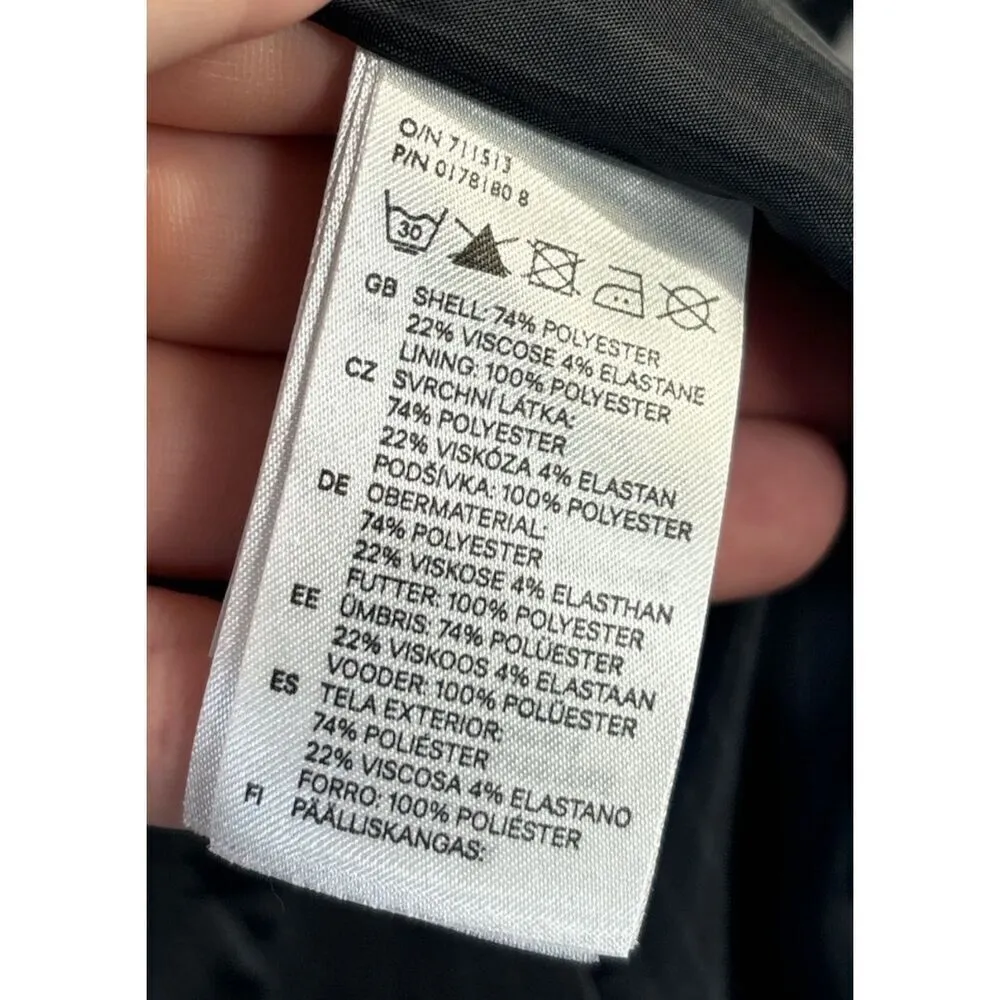 O/N 711513
P/N 0178180 8
30
GB SHELL: 74% POLYESTER
22% VISCOSE 4% ELASTANE
LINING: 100% POLYESTER
CZ SVRCHNÍ LÁTKA:
74% POLYESTER
22% VISKÓZA 4% ELASTAN
PODŠÍVKA: 100% POLYESTER
DE OBERMATERIAL:
74% POLYESTER
22% VISKOSE 4% ELASTHAN
FUTTER: 100% POLYESTER
EE ÜMBRIS: 74% POLÜESTER
22% VISKOOS 4% ELASTAAN
VOODER: 100% POLÜESTER
ES TELA EXTERIOR:
74% POLIÉSTER
22% VISCOSA 4% ELASTANO
FORRO: 100% POLIÉSTER
FI PÄÄLLISKANGAS: